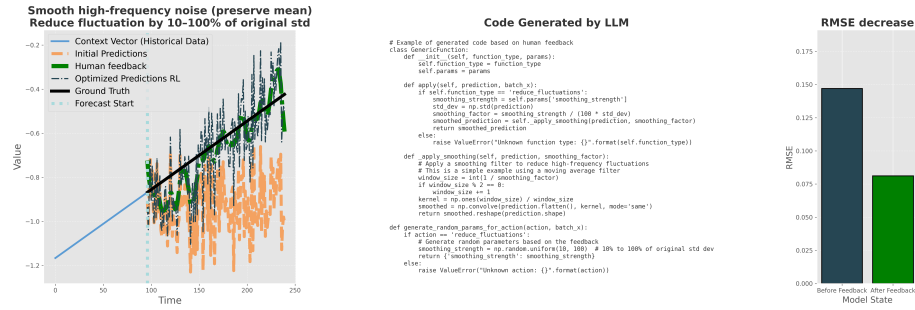 Smooth high-frequency noise (preserve mean)
Reduce fluctuation by 10–100% of original std
−0.2
−0.4
−0.6
−0.8
−1.0
−1.2
Value
Context Vector (Historical Data)
Initial Predictions
Human feedback
Optimized Predictions RL
Ground Truth
Forecast Start
0
50
100
150
200
250
Time
Code Generated by LLM
# Example of generated code based on human feedback
class GenericFunction:
    def __init__(self, function_type, params):
        self.function_type = function_type
        self.params = params
    def apply(self, prediction, batch_x):
        if self.function_type == 'reduce_fluctuations':
            smoothing_strength = self.params['smoothing_strength']
            std_dev = np.std(prediction)
            smoothing_factor = smoothing_strength / (100 * std_dev)
            smoothed_prediction = self._apply_smoothing(prediction, smoothing_factor)
            return smoothed_prediction
        else:
            raise ValueError("Unknown function type: {}".format(self.function_type))
    def _apply_smoothing(self, prediction, smoothing_factor):
        # Apply a smoothing filter to reduce high-frequency fluctuations
        # This is a simple example using a moving average filter
        window_size = int(1 / smoothing_factor)
        if window_size % 2 == 0:
            window_size += 1
        kernel = np.ones(window_size) / window_size
        smoothed = np.convolve(prediction.flatten(), kernel, mode='same')
        return smoothed.reshape(prediction.shape)
def generate_random_params_for_action(action, batch_x):
    if action == 'reduce_fluctuations':
        # Generate random parameters based on the feedback
        smoothing_strength = np.random.uniform(10, 100)  # 10% to 100% of original std dev
        return {'smoothing_strength': smoothing_strength}
    else:
        raise ValueError("Unknown action: {}".format(action))
RMSE decrease
0.175
0.150
0.125
0.100
0.075
0.050
0.025
0.000
RMSE
Before Feedback
After Feedback
Model State